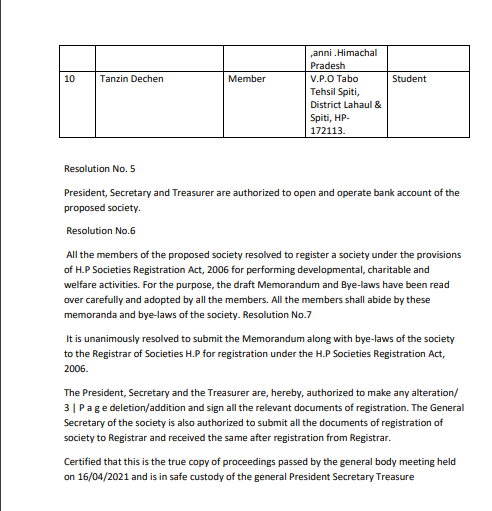 ,anni .Himachal
Pradesh
10 Tanzin Dechen Member V.P.O Tabo Student
Tehsil Spiti,
District Lahaul &
Spiti, HP-
172113.
Resolution No. 5
President, Secretary and Treasurer are authorized to open and operate bank account of the
proposed society.
Resolution No.6
All the members of the proposed society resolved to register a society under the provisions
of H.P Societies Registration Act, 2006 for performing developmental, charitable and
welfare activities. For the purpose, the draft Memorandum and Bye-laws have been read
over carefully and adopted by all the members. All the members shall abide by these
memoranda and bye-laws of the society. Resolution No.7
It is unanimously resolved to submit the Memorandum along with bye-laws of the society
to the Registrar of Societies H.P for registration under the H.P Societies Registration Act,
2006.
The President, Secretary and the Treasurer are, hereby, authorized to make any alteration/
3 | P a g e deletion/addition and sign all the relevant documents of registration. The General
Secretary of the society is also authorized to submit all the documents of registration of
society to Registrar and received the same after registration from Registrar.
Certified that this is the true copy of proceedings passed by the general body meeting held
on 16/04/2021 and is in safe custody of the general President Secretary Treasure